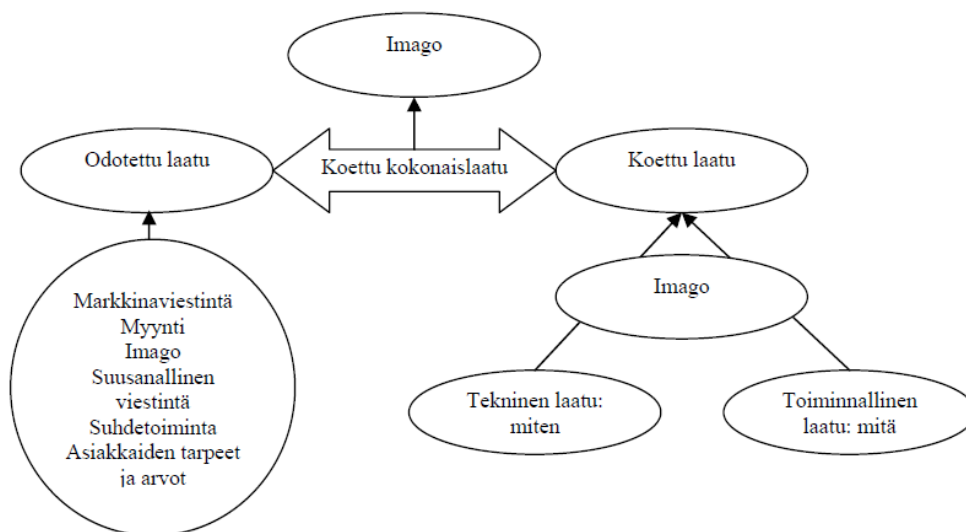 Imago
Odotettu laatu
Koettu kokonaislaatu
Koettu laatu
Markkinaviestintä
Myynti
Imago
Suusanallinen
viestintä
Suhdetoiminta
Asiakkaiden tarpeet
ja arvot
Imago
Tekninen laatu:
miten
Toiminnallinen
laatu: mitä